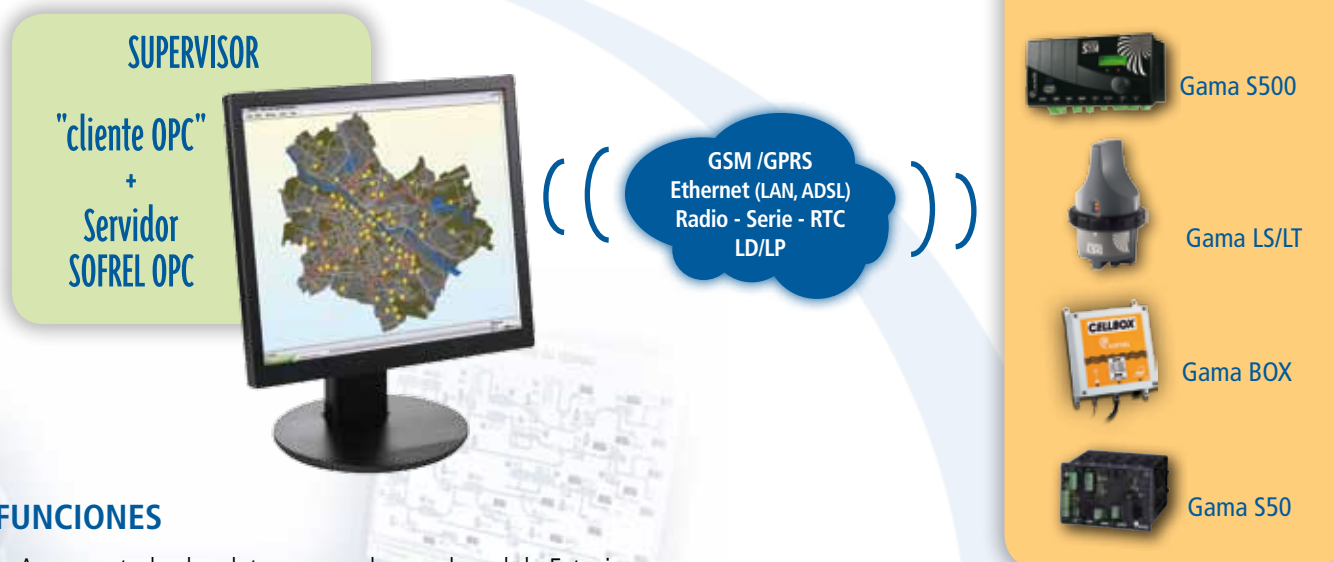 SUPERVISOR
"cliente OPC"
+
Servidor
SOFREL OPC
GSM /GPRS
Ethernet (LAN, ADSL)
Radio - Serie - RTC
LD/LP
Gama S500
Gama LS/LT
CELLBOX
Gama BOX
Gama S50
FUNCIONES